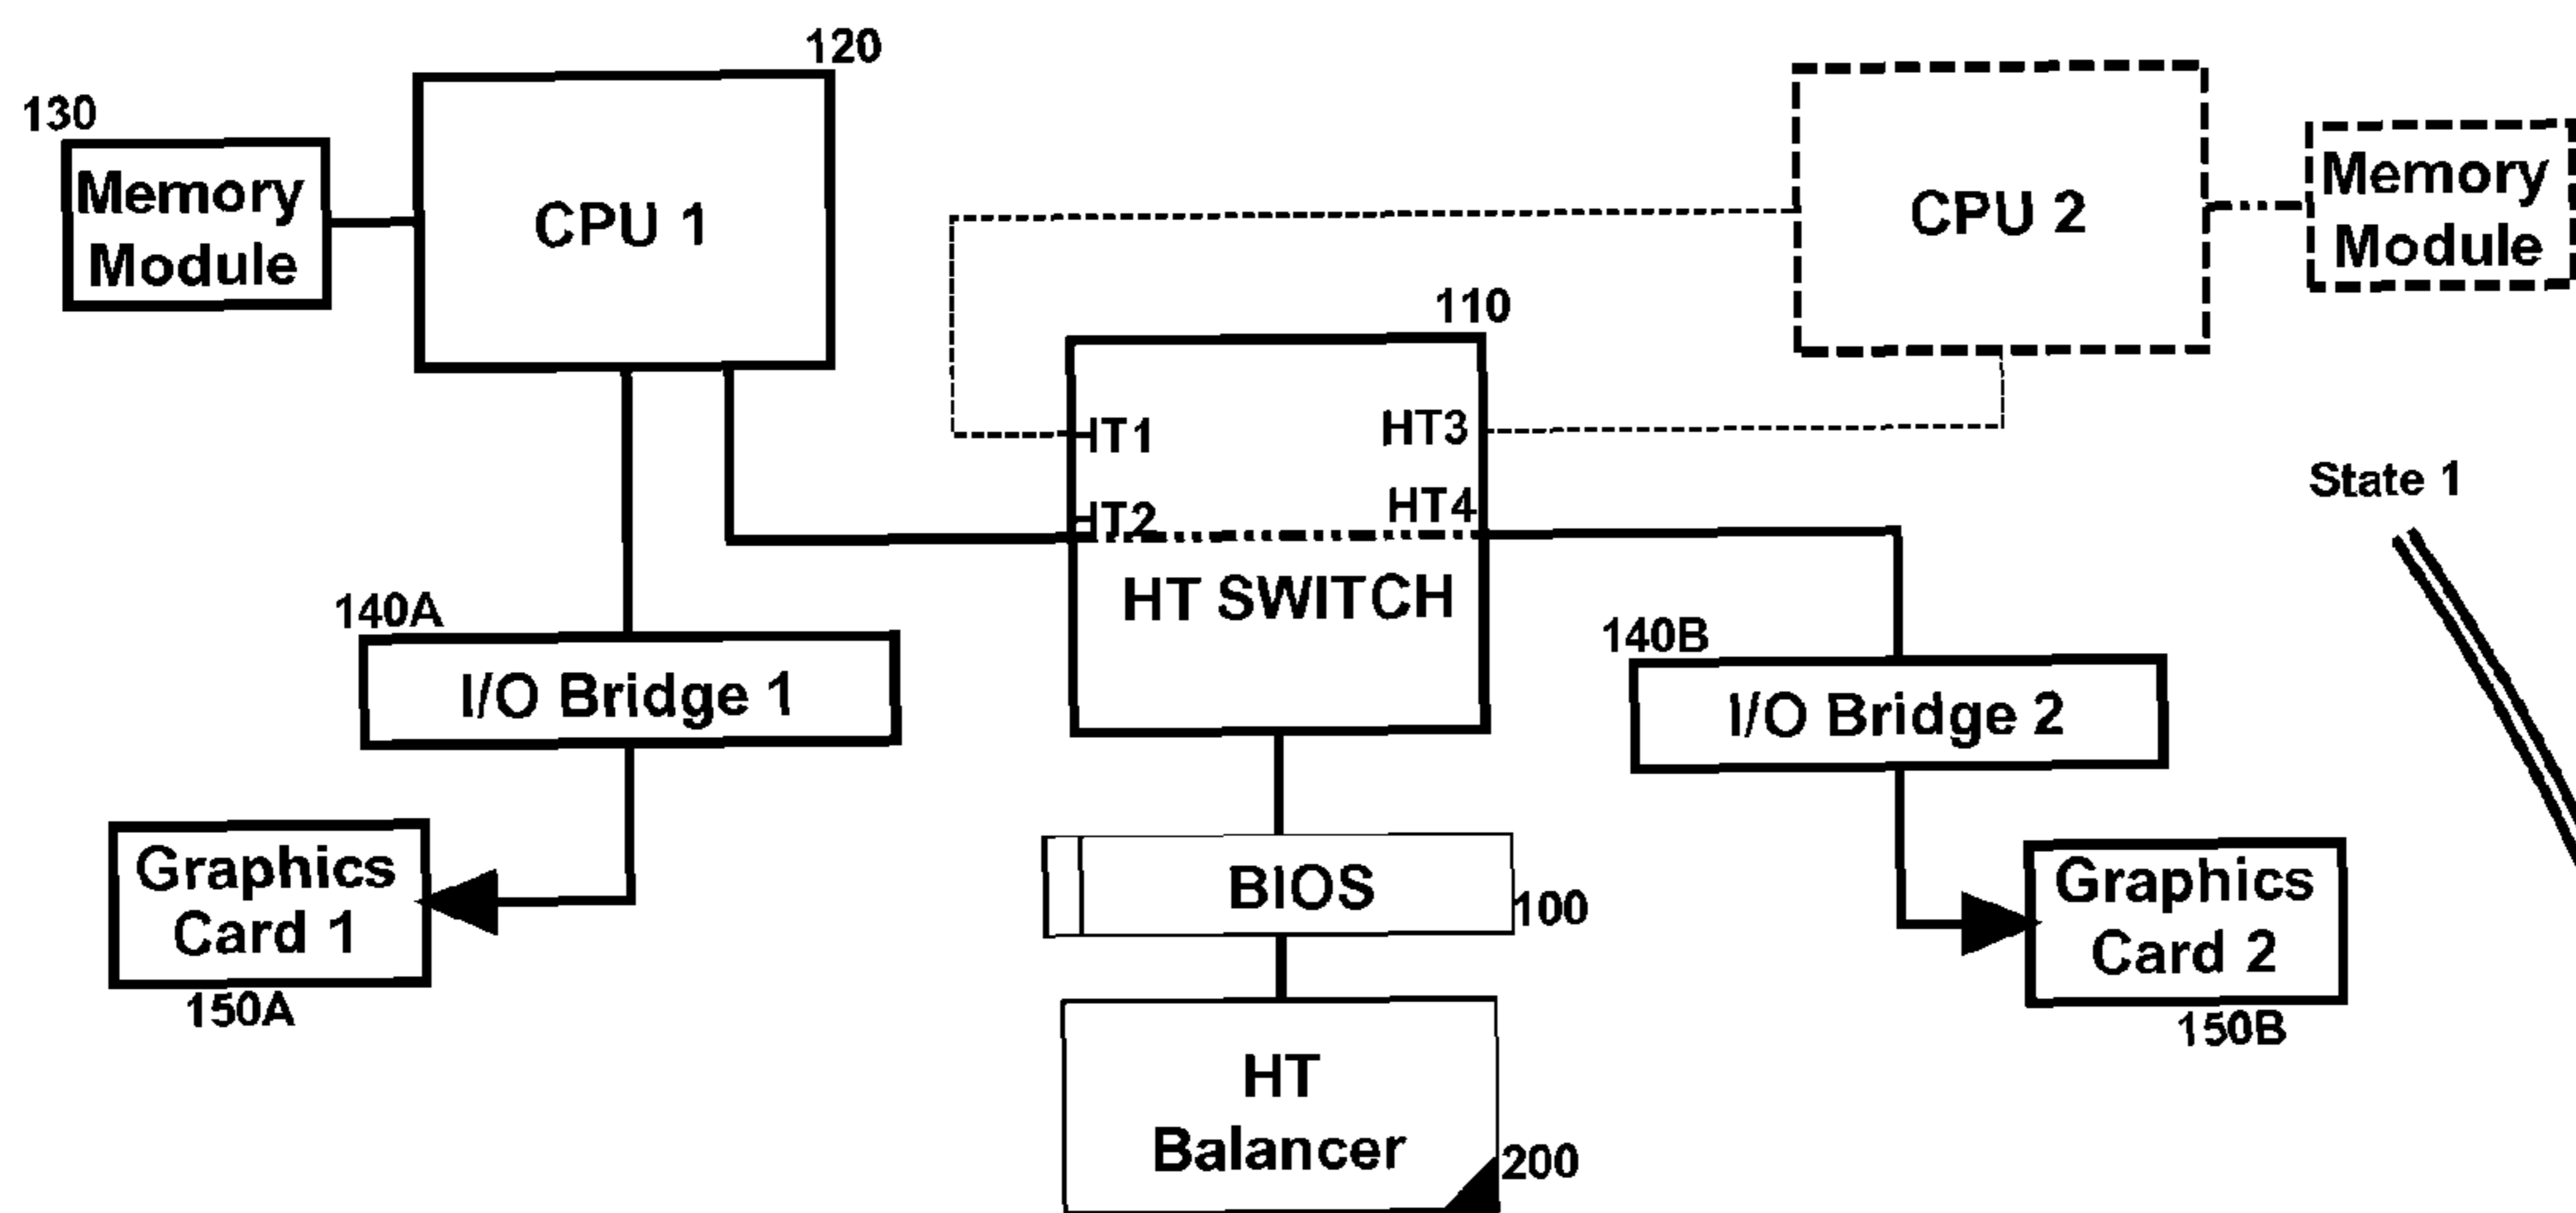 120
130
Memory
Module
CPU 1
CPU 2
Memory
Module
110
HT1
HT3
HT2
HT4
HT SWITCH
State 1
140A
I/O Bridge 1
140B
I/O Bridge 2
Graphics
Card 1
150A
BIOS
100
Graphics
Card 2
150B
HT
Balancer
200